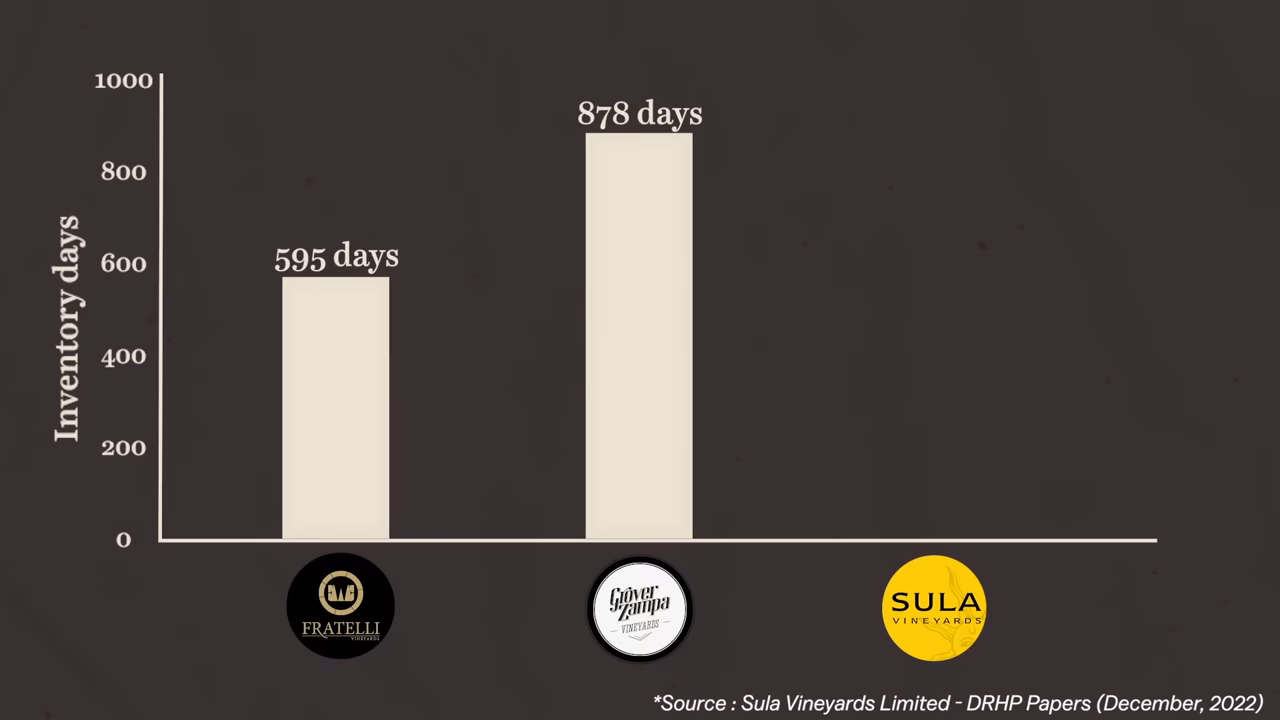 1000
878 days
800
595 days
600
Inventory days
400
200
0
FRATELLI
VINEYARDS
Grover
Zampa
VINEYARDS
SULA
VINEYARDS
*Source : Sula Vineyards Limited - DRHP Papers (December, 2022)